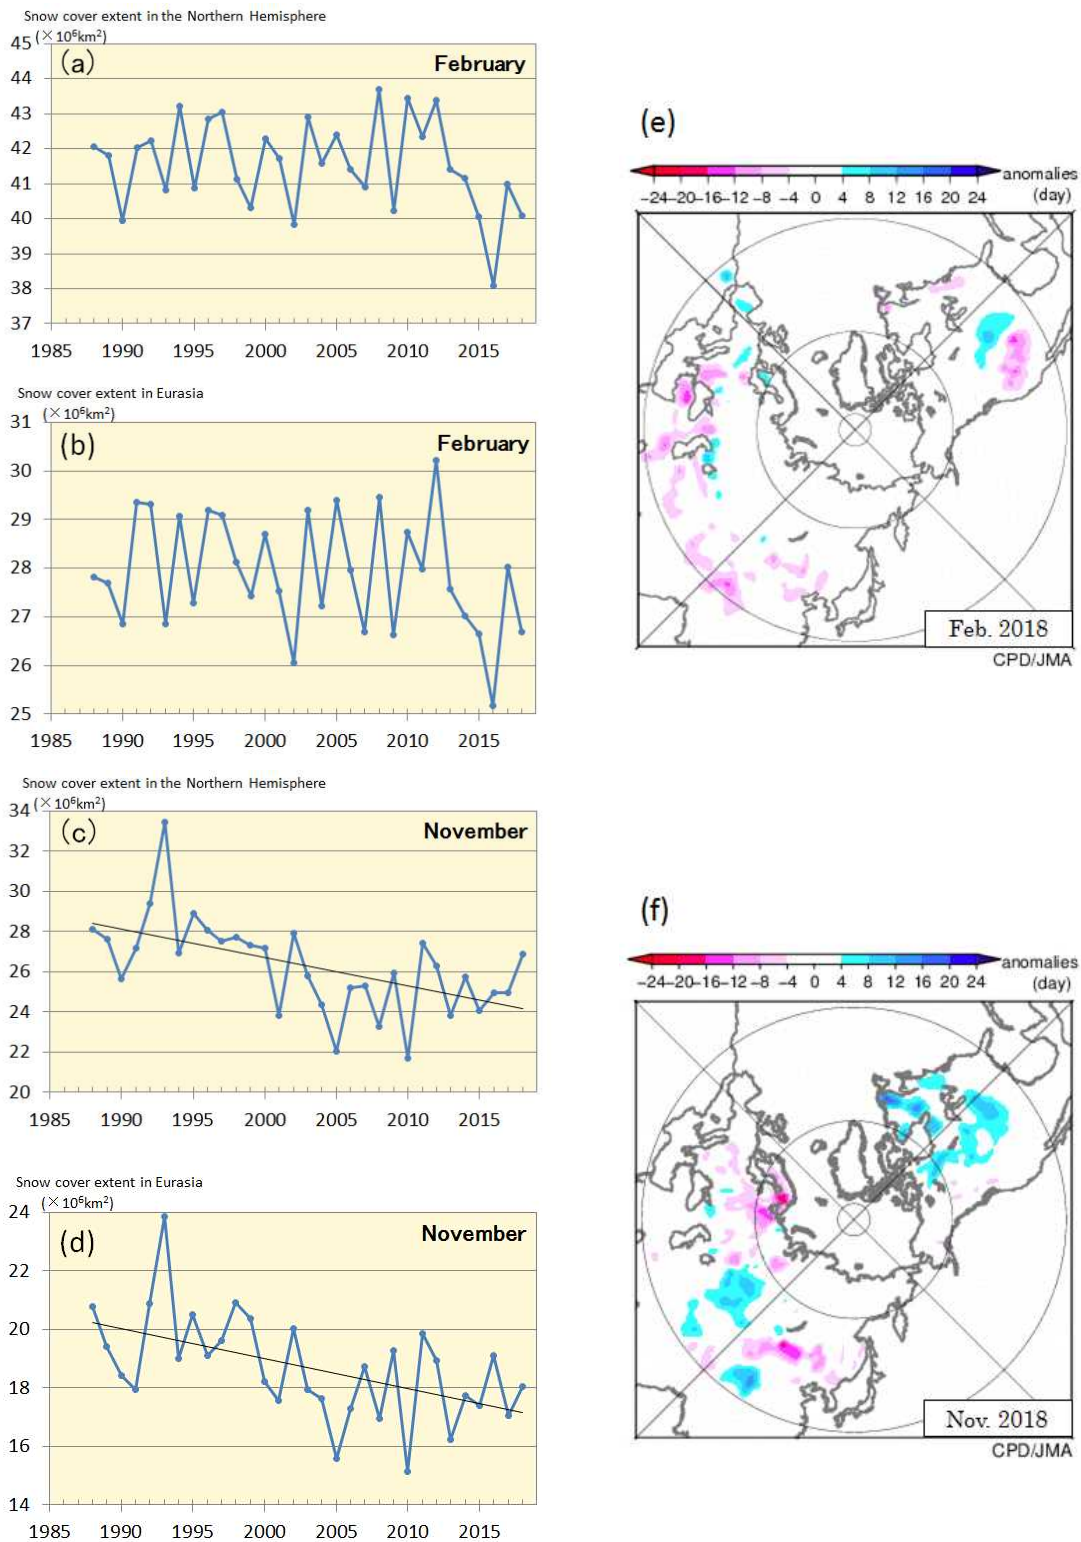 Snow cover extent in the Northern Hemisphere
(×10⁶km²)
(a)
February
45
44
43
42
41
40
39
38
37
1985 1990 1995 2000 2005 2010 2015
Snow cover extent in Eurasia
(×10⁶km²)
(b)
February
31
30
29
28
27
26
25
1985 1990 1995 2000 2005 2010 2015
Snow cover extent in the Northern Hemisphere
(×10⁶km²)
(c)
November
34
32
30
28
26
24
22
20
1985 1990 1995 2000 2005 2010 2015
Snow cover extent in Eurasia
(×10⁶km²)
(d)
November
24
22
20
18
16
14
1985 1990 1995 2000 2005 2010 2015
(e)
anomalies
-24-20-16-12-8 -4 0 4 8 12 16 20 24
(day)
Feb. 2018
CPD/JMA
(f)
anomalies
-24-20-16-12-8 -4 0 4 8 12 16 20 24
(day)
Nov. 2018
CPD/JMA